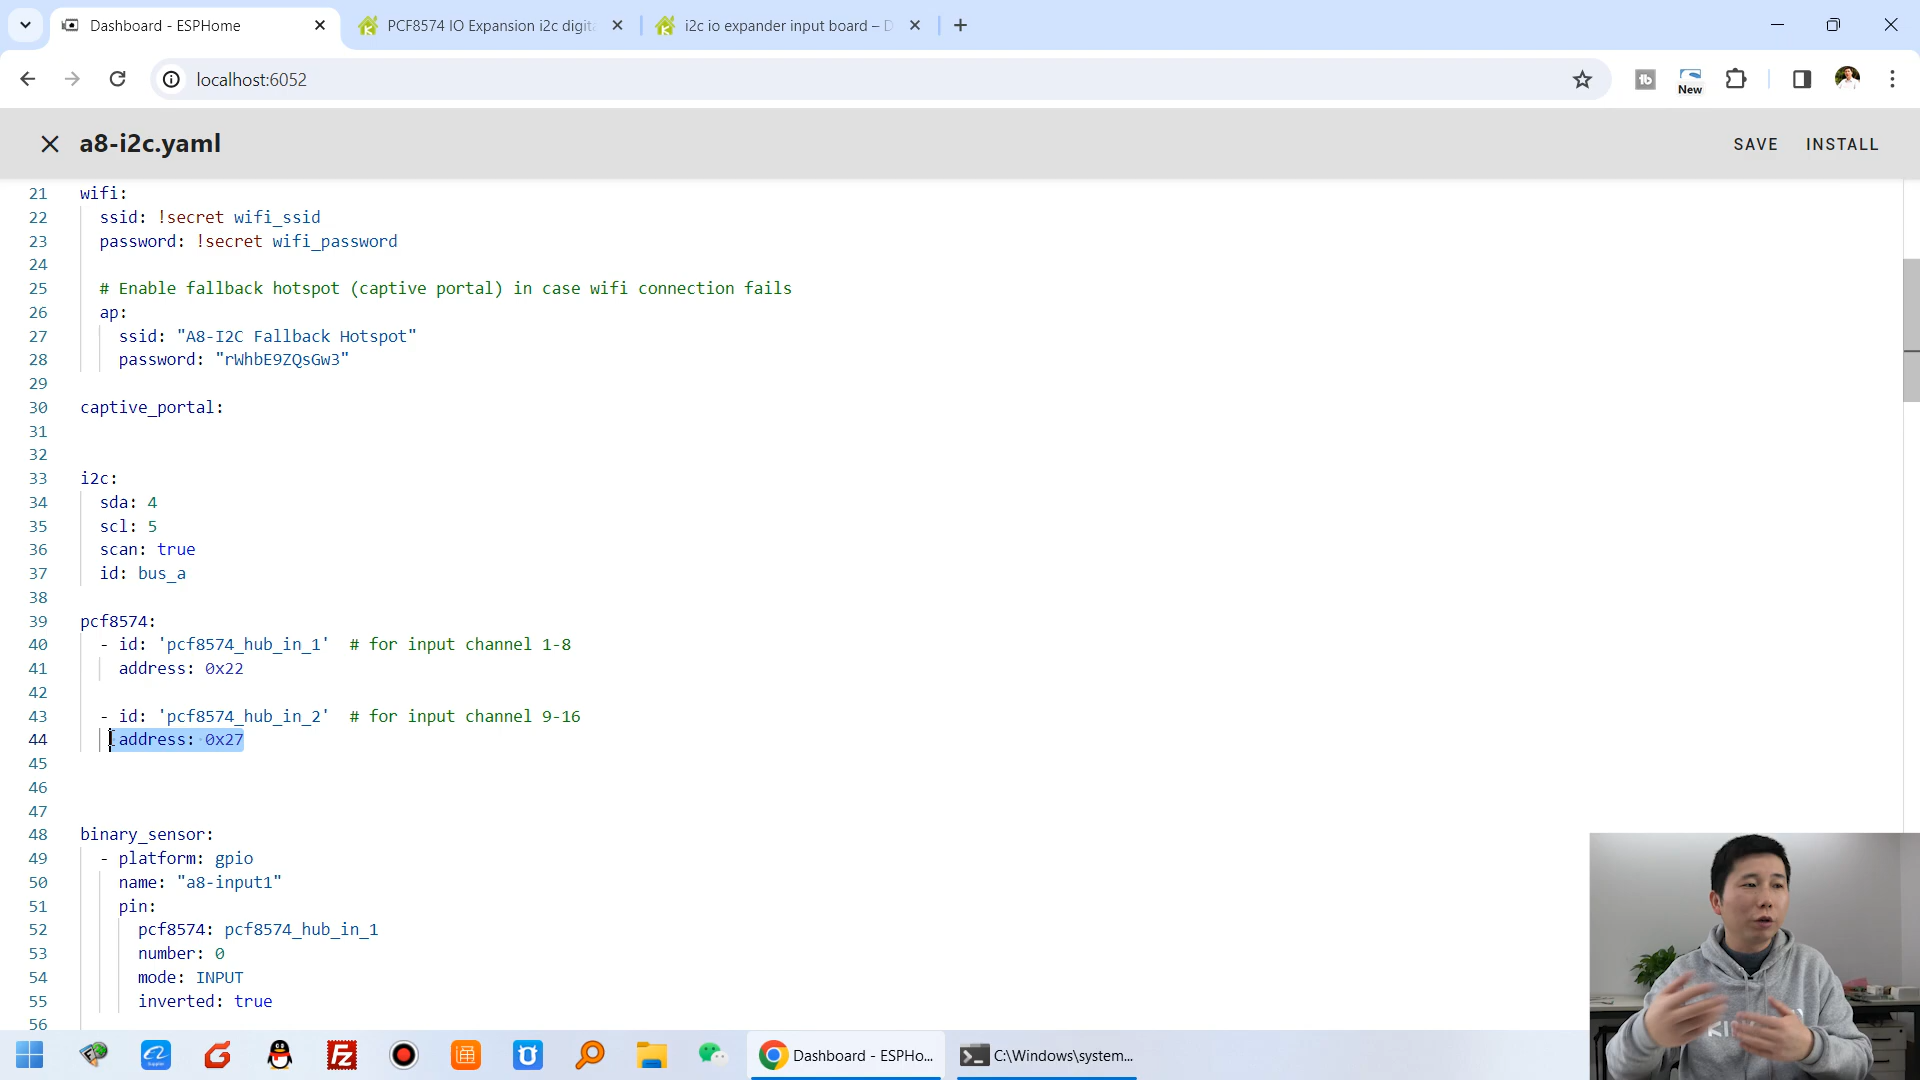 Dashboard - ESPHome
PCF8574 IO Expansion i2c digit
i2c io expander input board – D
localhost:6052
New
a8-i2c.yaml
SAVE
INSTALL
21 wifi:
22 ssid: !secret wifi_ssid
23 password: !secret wifi_password
24
25 # Enable fallback hotspot (captive portal) in case wifi connection fails
26 ap:
27 ssid: "A8-I2C Fallback Hotspot"
28 password: "rWhbE9ZQsGw3"
29
30 captive_portal:
31
32
33 i2c:
34 sda: 4
35 scl: 5
36 scan: true
37 id: bus_a
38
39 pcf8574:
40 - id: 'pcf8574_hub_in_1' # for input channel 1-8
41 address: 0x22
42
43 - id: 'pcf8574_hub_in_2' # for input channel 9-16
44 address: 0x27
45
46
47
48 binary_sensor:
49 - platform: gpio
50 name: "a8-input1"
51 pin:
52 pcf8574: pcf8574_hub_in_1
53 number: 0
54 mode: INPUT
55 inverted: true
56
Dashboard - ESPHo...
C:\Windows\system...